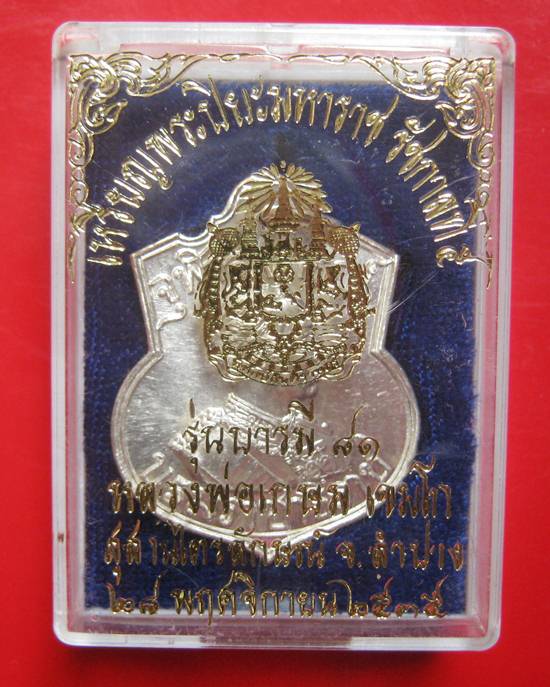 เหรียญพระปิยะมหาราช รัชกาลที่ ๕
รุ่นบารมี ๘๑
หลวงพ่อเกษม เขมโก
สุสานไตรลักษณ์ จ.ลำปาง
๒๘ พฤศจิกายน ๒๕๓๕